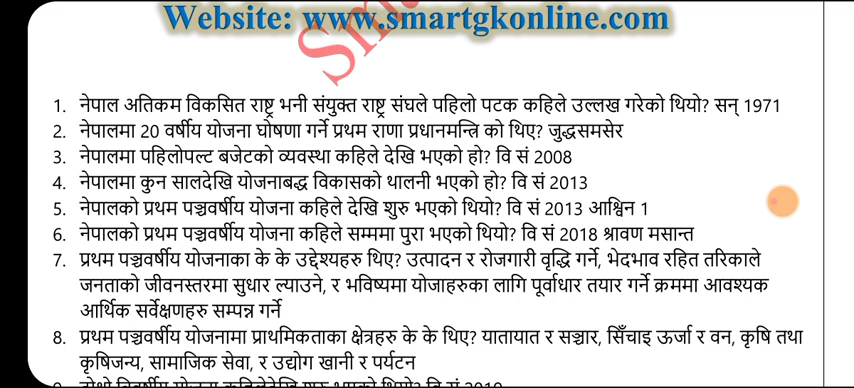 Website: www.smartgkonline.com
Sm
1. नेपाल अतिकम विकसित राष्ट्र भनी संयुक्त राष्ट्र संघले पहिलो पटक कहिले उल्लख गरेको थियो? सन् 1971
2. नेपालमा 20 वर्षीय योजना घोषणा गर्ने प्रथम राणा प्रधानमन्त्रि को थिए? जुद्धसमसेर
3. नेपालमा पहिलोपल्ट बजेटको व्यवस्था कहिले देखि भएको हो? वि सं 2008
4. नेपालमा कुन सालदेखि योजनाबद्ध विकासको थालनी भएको हो? वि सं 2013
5. नेपालको प्रथम पञ्चवर्षीय योजना कहिले देखि शुरु भएको थियो? वि सं 2013 आश्विन 1
6. नेपालको प्रथम पञ्चवर्षीय योजना कहिले सम्ममा पुरा भएको थियो? वि सं 2018 श्रावण मसान्त
7. प्रथम पञ्चवर्षीय योजनाका के के उद्देश्यहरु थिए? उत्पादन र रोजगारी वृद्धि गर्ने, भेदभाव रहित तरिकाले
जनताको जीवनस्तरमा सुधार ल्याउने, र भविष्यमा योजाहरुका लागि पूर्वाधार तयार गर्ने क्रममा आवश्यक
आर्थिक सर्वेक्षणहरु सम्पन्न गर्ने
8. प्रथम पञ्चवर्षीय योजनामा प्राथमिकताका क्षेत्रहरु के के थिए? यातायात र सञ्चार, सिँचाइ ऊर्जा र वन, कृषि तथा
कृषिजन्य, सामाजिक सेवा, र उद्योग खानी र पर्यटन